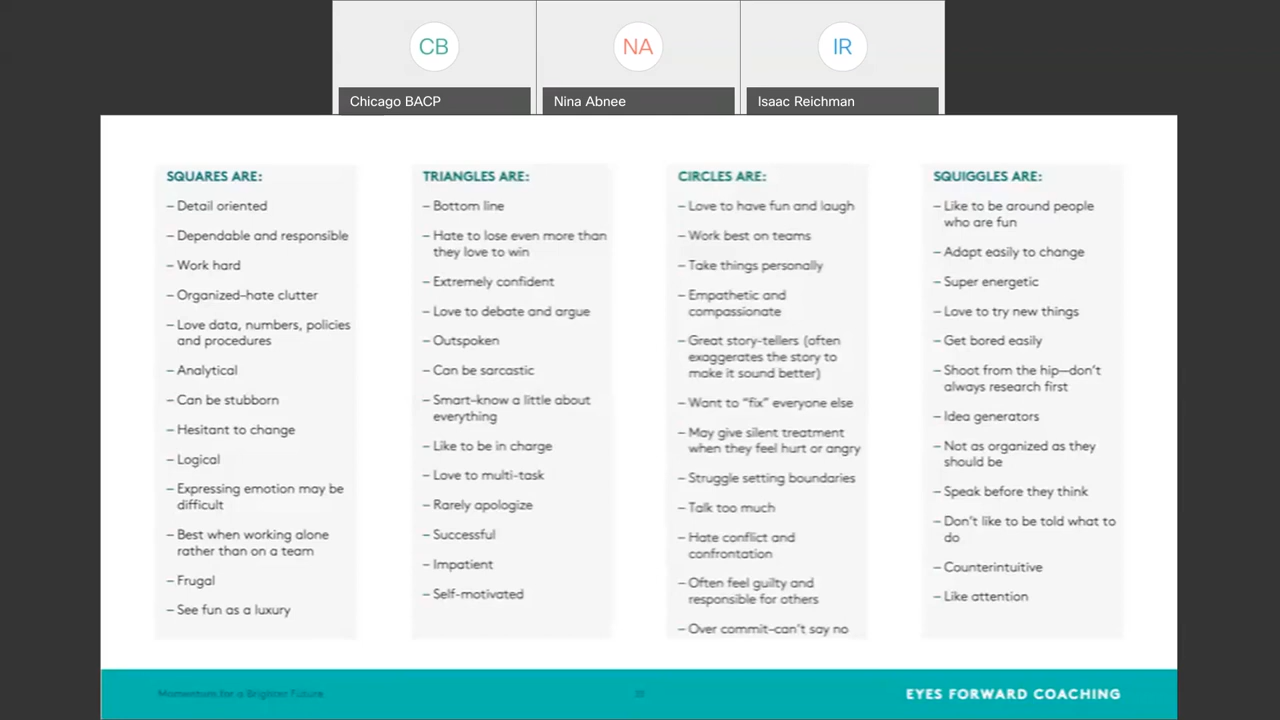 CB
NA
IR
Chicago BACP
Nina Abnee
Isaac Reichman
SQUARES ARE:
– Detail oriented
– Dependable and responsible
– Work hard
– Organized–hate clutter
– Love data, numbers, policies
and procedures
– Analytical
– Can be stubborn
– Hesitant to change
– Logical
– Expressing emotion may be
difficult
– Best when working alone
rather than on a team
– Frugal
– See fun as a luxury
TRIANGLES ARE:
– Bottom line
– Hate to lose even more than
they love to win
– Extremely confident
– Love to debate and argue
– Outspoken
– Can be sarcastic
– Smart–know a little about
everything
– Like to be in charge
– Love to multi-task
– Rarely apologize
– Successful
– Impatient
– Self-motivated
CIRCLES ARE:
– Love to have fun and laugh
– Work best on teams
– Take things personally
– Empathetic and
compassionate
– Great story-tellers (often
exaggerates the story to
make it sound better)
– Want to “fix” everyone else
– May give silent treatment
when they feel hurt or angry
– Struggle setting boundaries
– Talk too much
– Hate conflict and
confrontation
– Often feel guilty and
responsible for others
– Over commit–can’t say no
SQUIGGLES ARE:
– Like to be around people
who are fun
– Adapt easily to change
– Super energetic
– Love to try new things
– Get bored easily
– Shoot from the hip—don’t
always research first
– Idea generators
– Not as organized as they
should be
– Speak before they think
– Don’t like to be told what to
do
– Counterintuitive
– Like attention
Momentum for a Brighter Future
EYES FORWARD COACHING